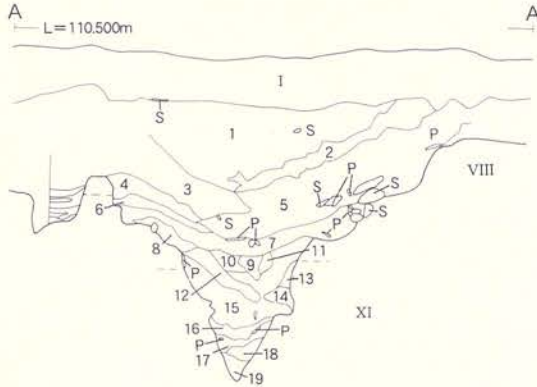 A A
L=110.500m
I
S
1 S P
2
VIII
4 3 P S
S
6 S P 5 S
7 P
8 10 9 11
P
12 13
14
15 XI
16 P
P
17 18
19